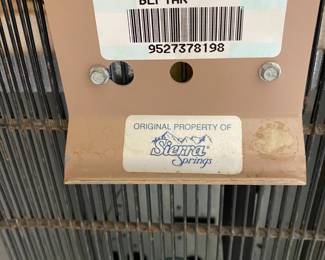 9527378198
ORIGINAL PROPERTY OF
Sierra
Springs